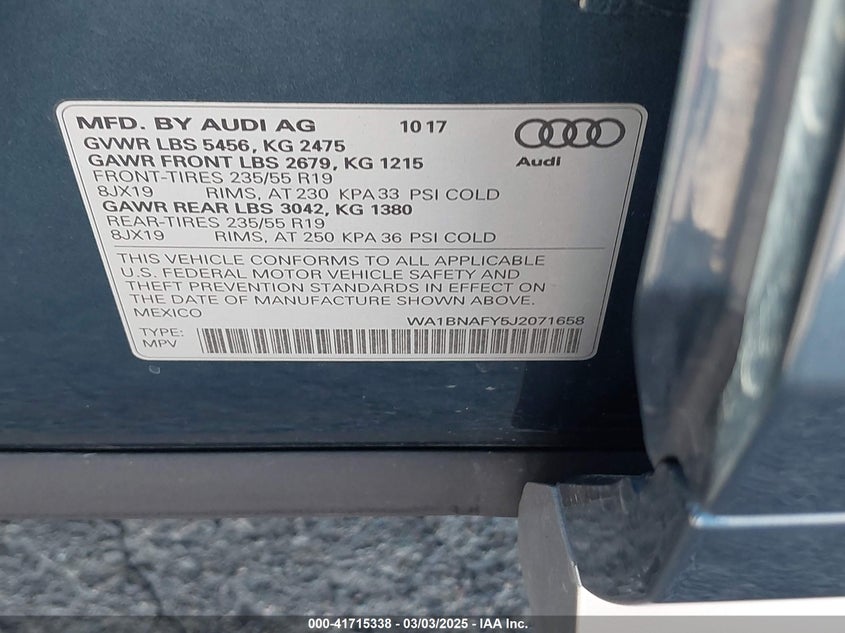 MFD. BY AUDI AG 10 17
GVWR LBS 5456, KG 2475
GAWR FRONT LBS 2679, KG 1215
Audi
FRONT-TIRES 235/55 R19
8JX19 RIMS, AT 230 KPA 33 PSI COLD
GAWR REAR LBS 3042, KG 1380
REAR-TIRES 235/55 R19
8JX19 RIMS, AT 250 KPA 36 PSI COLD
THIS VEHICLE CONFORMS TO ALL APPLICABLE
U.S. FEDERAL MOTOR VEHICLE SAFETY AND
THEFT PREVENTION STANDARDS IN EFFECT ON
THE DATE OF MANUFACTURE SHOWN ABOVE.
MEXICO WA1BNAFY5J2071658
TYPE:
MPV
000-41715338 - 03/03/2025 - IAA Inc.